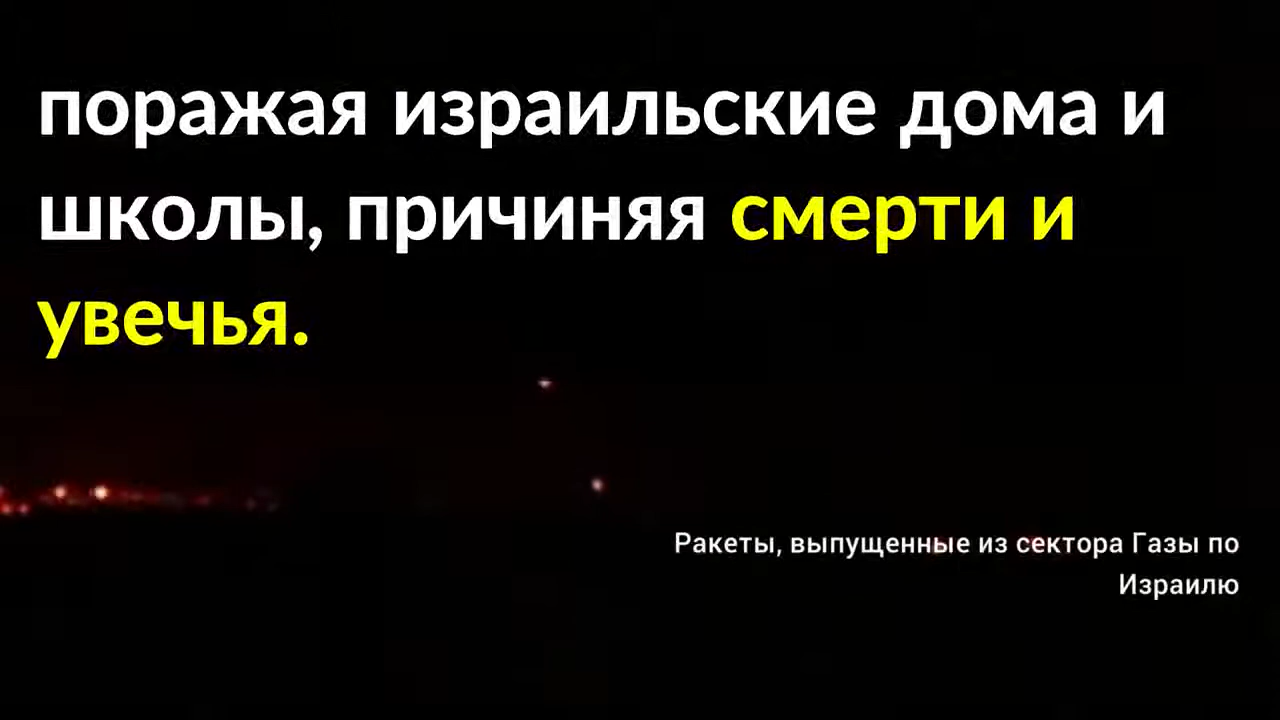 поражая израильские дома и
школы, причиняя смерти и
увечья.
Ракеты, выпущенные из сектора Газы по
Израилю